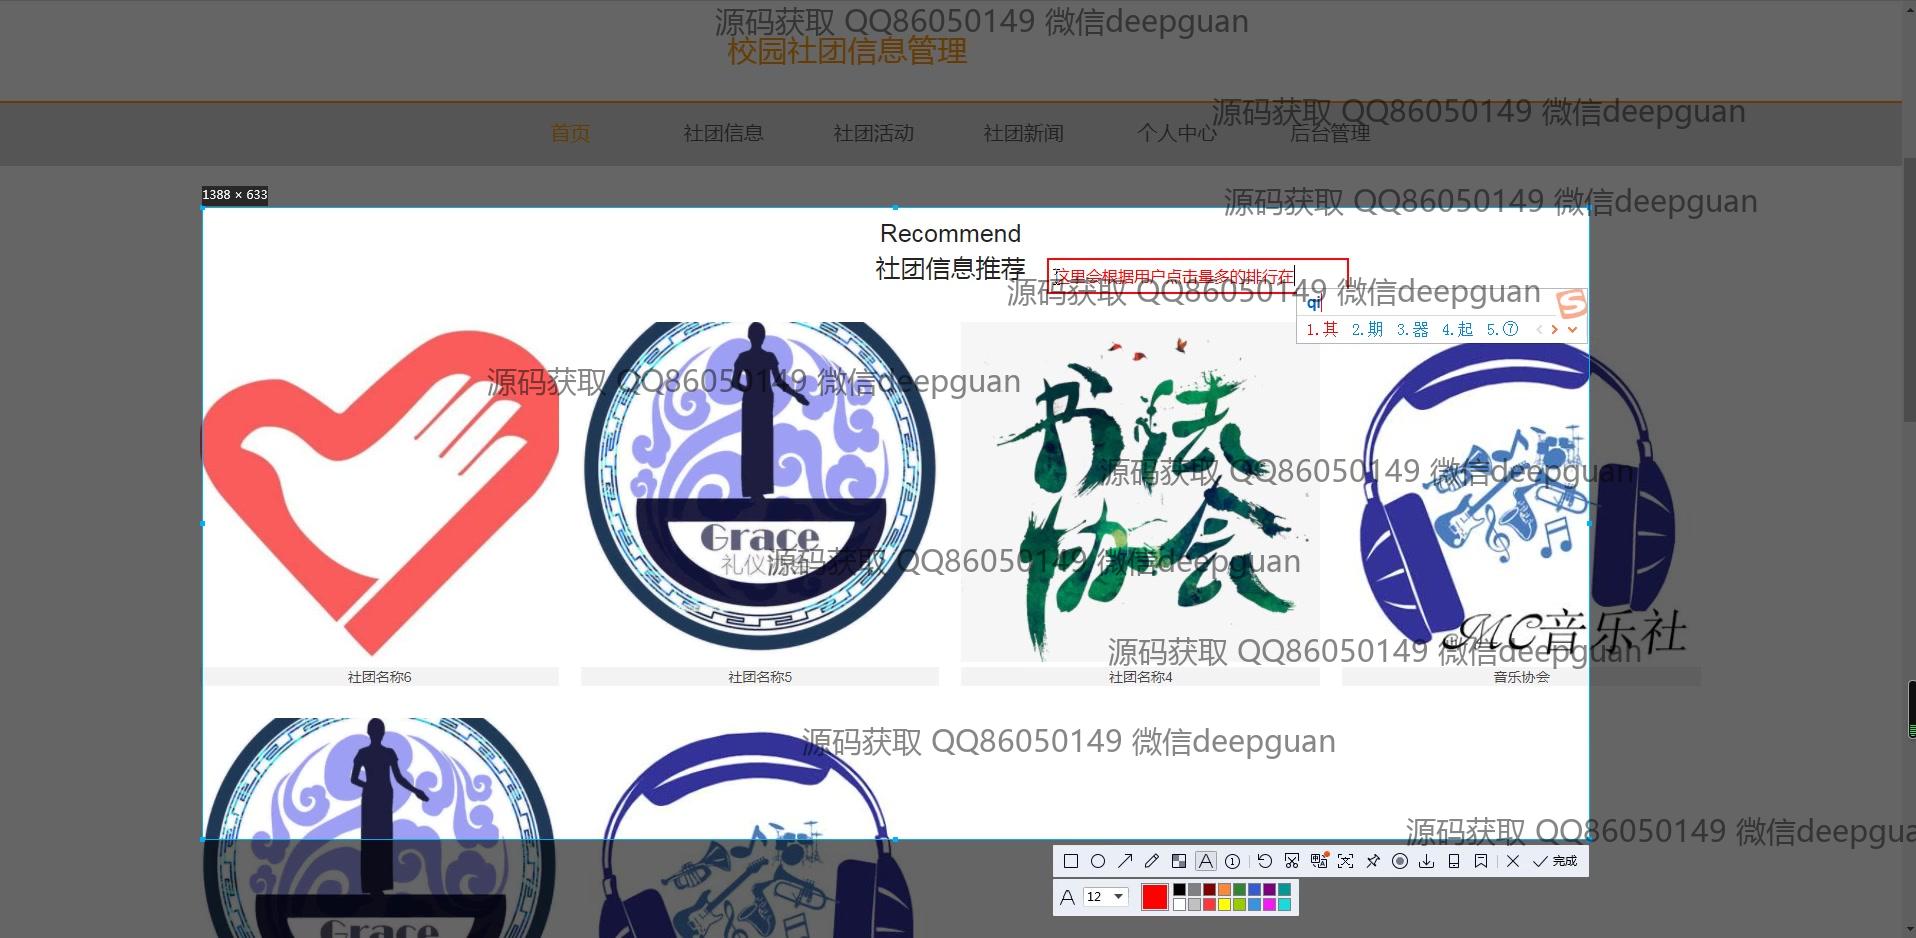 源码获取 QQ86050149 微信deepguan
校园社团信息管理
源码获取 QQ86050149 微信deepguan
首页 社团信息 社团活动 社团新闻 个人中心 后台管理
1388 × 633
源码获取 QQ86050149 微信deepguan
Recommend
社团信息推荐
这里会根据用户点击量多的排行在
源码获取 QQ86050149 微信deepguan
qi
1.其 2.期 3.器 4.起 5.⑦
源码获取 QQ86050149 微信deepguan
书法
协会
源码获取 QQ86050149 微信deepguan
Grace
礼仪
源码获取 QQ86050149 微信deepguan
MC音乐社
源码获取 QQ86050149 微信deepguan
社团名称6 社团名称5 社团名称4 音乐协会
源码获取 QQ86050149 微信deepguan
源码获取 QQ86050149 微信deepgua
完成
A 12
Grace